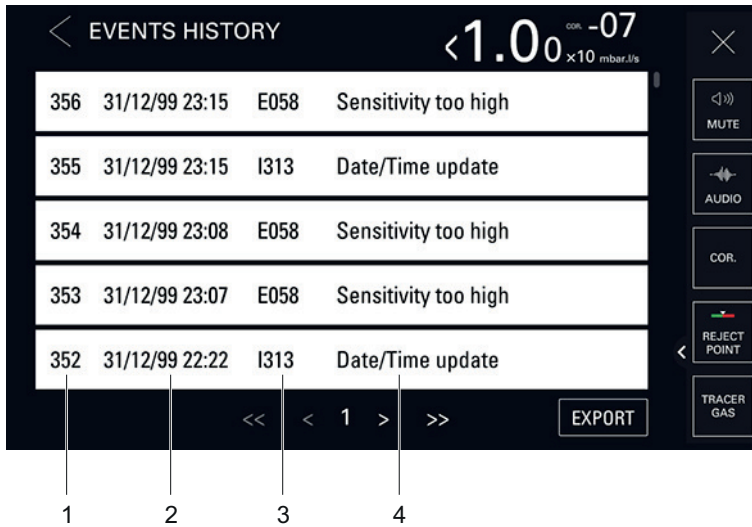 EVENTS HISTORY
<1.00 COR. -07
×10 mbar.l/s
356 31/12/99 23:15 E058 Sensitivity too high
355 31/12/99 23:15 I313 Date/Time update
354 31/12/99 23:08 E058 Sensitivity too high
353 31/12/99 23:07 E058 Sensitivity too high
352 31/12/99 22:22 I313 Date/Time update
<< < 1 > >> EXPORT
MUTE
AUDIO
COR.
REJECT
POINT
TRACER
GAS
1 2 3 4